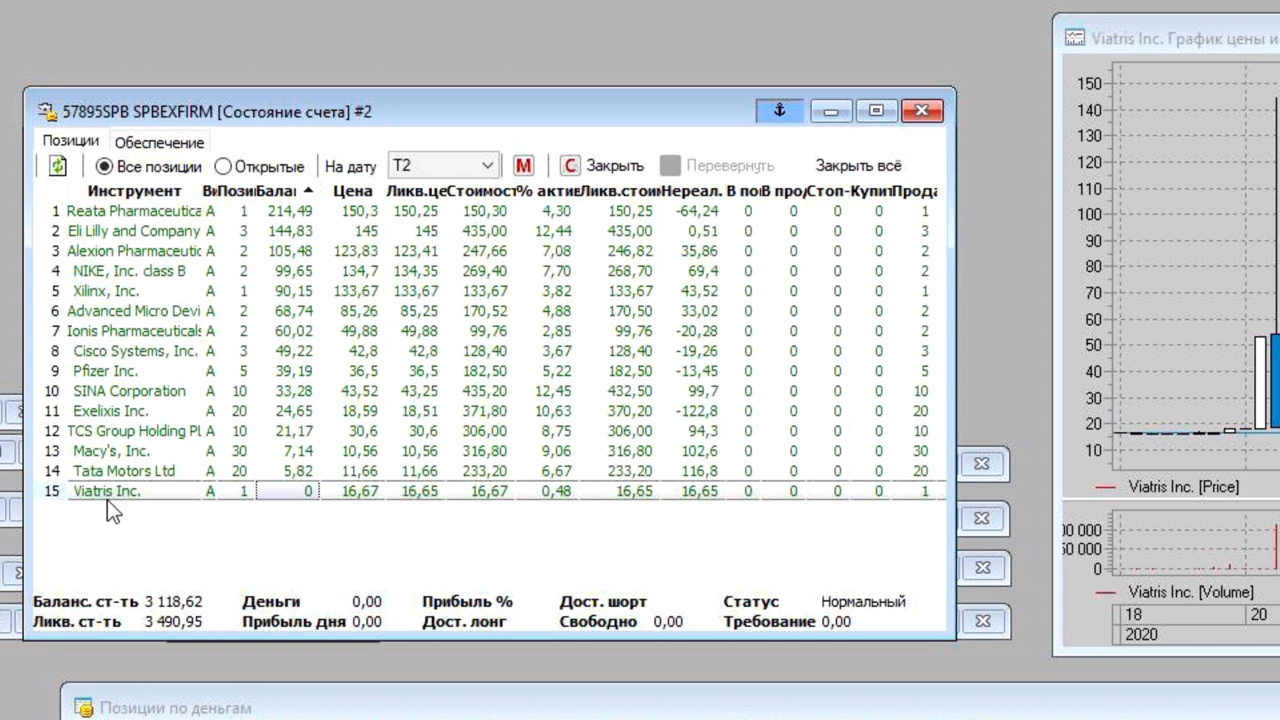 57895SPB SPBEXFIRM [Состояние счета] #2
Позиции Обеспечение
Все позиции Открытые На дату T2 M C Закрыть Перевернуть Закрыть всё
Инструмент Ви Пози Балан Цена Ликв.це Стоимост % актив Ликв.стои Нереал. В по В прод Стоп- Купит Прода
1 Reata Pharmaceutica A 1 214,49 150,3 150,25 150,30 4,30 150,25 -64,24 0 0 0 0 1
2 Eli Lilly and Company A 3 144,83 145 145 435,00 12,44 435,00 0,51 0 0 0 0 3
3 Alexion Pharmaceutic A 2 105,48 123,83 123,41 247,66 7,08 246,82 35,86 0 0 0 0 2
4 NIKE, Inc. class B A 2 99,65 134,7 134,35 269,40 7,70 268,70 69,4 0 0 0 0 2
5 Xilinx, Inc. A 1 90,15 133,67 133,67 133,67 3,82 133,67 43,52 0 0 0 0 1
6 Advanced Micro Devi A 2 68,74 85,26 85,25 170,52 4,88 170,50 33,02 0 0 0 0 2
7 Ionis Pharmaceuticals A 2 60,02 49,88 49,88 99,76 2,85 99,76 -20,28 0 0 0 0 2
8 Cisco Systems, Inc. A 3 49,22 42,8 42,8 128,40 3,67 128,40 -19,26 0 0 0 0 3
9 Pfizer Inc. A 5 39,19 36,5 36,5 182,50 5,22 182,50 -13,45 0 0 0 0 5
10 SINA Corporation A 10 33,28 43,52 43,25 435,20 12,45 432,50 99,7 0 0 0 0 10
11 Exelixis Inc. A 20 24,65 18,59 18,51 371,80 10,63 370,20 -122,8 0 0 0 0 20
12 TCS Group Holding PL A 10 21,17 30,6 30,6 306,00 8,75 306,00 94,3 0 0 0 0 10
13 Macy's, Inc. A 30 7,14 10,56 10,56 316,80 9,06 316,80 102,6 0 0 0 0 30
14 Tata Motors Ltd A 20 5,82 11,66 11,66 233,20 6,67 233,20 116,8 0 0 0 0 20
15 Viatris Inc. A 1 0 16,67 16,65 16,67 0,48 16,65 16,65 0 0 0 0 1
Баланс. ст-ть 3 118,62 Деньги 0,00 Прибыль % Дост. шорт Статус Нормальный
Ликв. ст-ть 3 490,95 Прибыль дня 0,00 Дост. лонг Свободно 0,00 Требование 0,00
Viatris Inc. График цены и
150
140
130
120
110
100
90
80
70
60
50
40
30
20
10
Viatris Inc. [Price]
00 000
50 000
0
Viatris Inc. [Volume]
18 20
2020
Позиции по деньгам